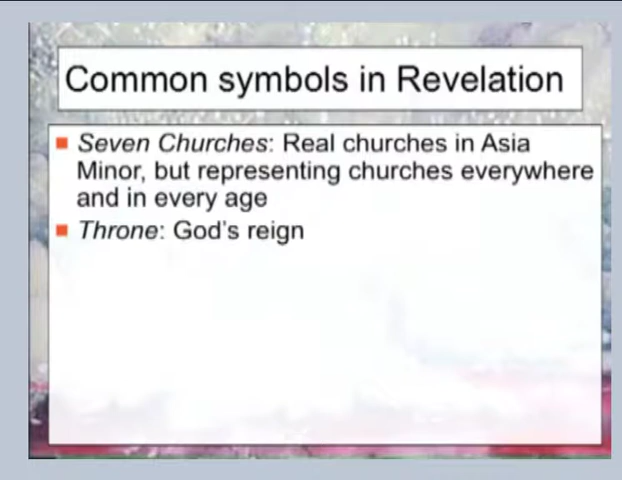 Common symbols in Revelation
Seven Churches: Real churches in Asia
Minor, but representing churches everywhere
and in every age
Throne: God's reign